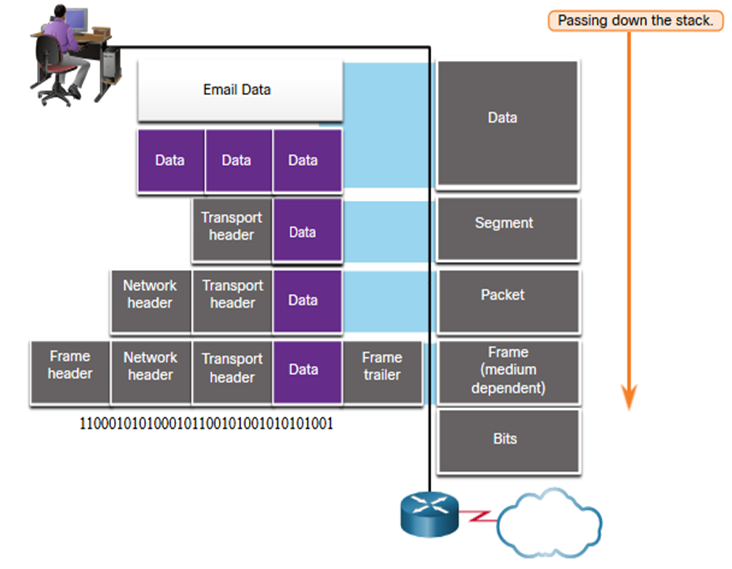 Passing down the stack.
Email Data
Data
Data Data Data
Transport
header
Data
Segment
Network
header
Transport
header
Data
Packet
Frame
header
Network
header
Transport
header
Data
Frame
trailer
Frame
(medium
dependent)
1100010101000101100101001010101001
Bits